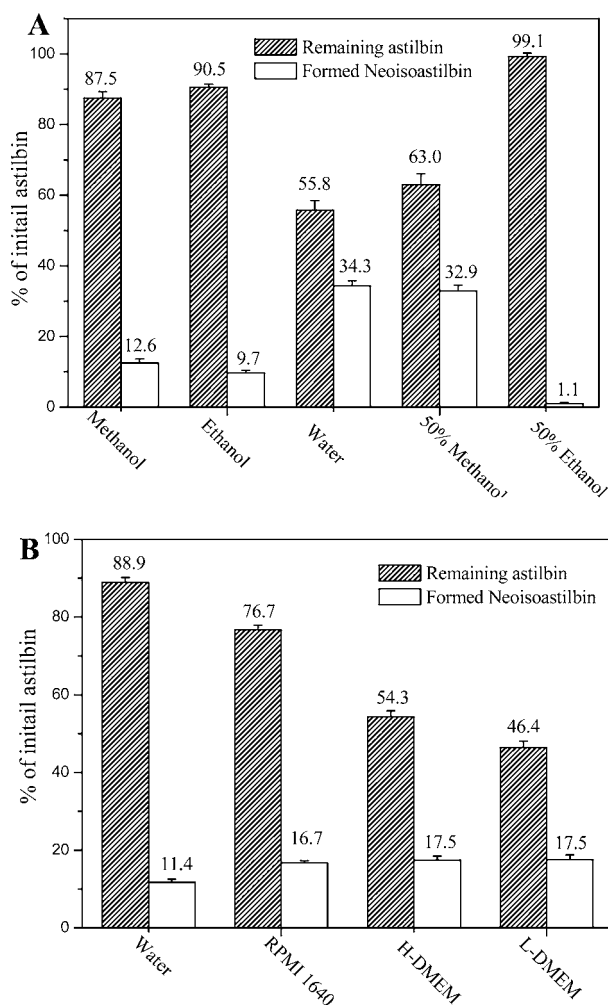 A
Remaining astilbin
Formed Neoisoastilbin
% of initail astilbin
100
80
60
40
20
0
87.5
12.6
90.5
9.7
55.8
34.3
63.0
32.9
99.1
1.1
Methanol
Ethanol
Water
50% Methanol
50% Ethanol
B
Remaining astilbin
Formed Neoisoastilbin
% of initail astilbin
100
80
60
40
20
0
88.9
11.4
76.7
16.7
54.3
17.5
46.4
17.5
Water
RPMI 1640
H-DMEM
L-DMEM